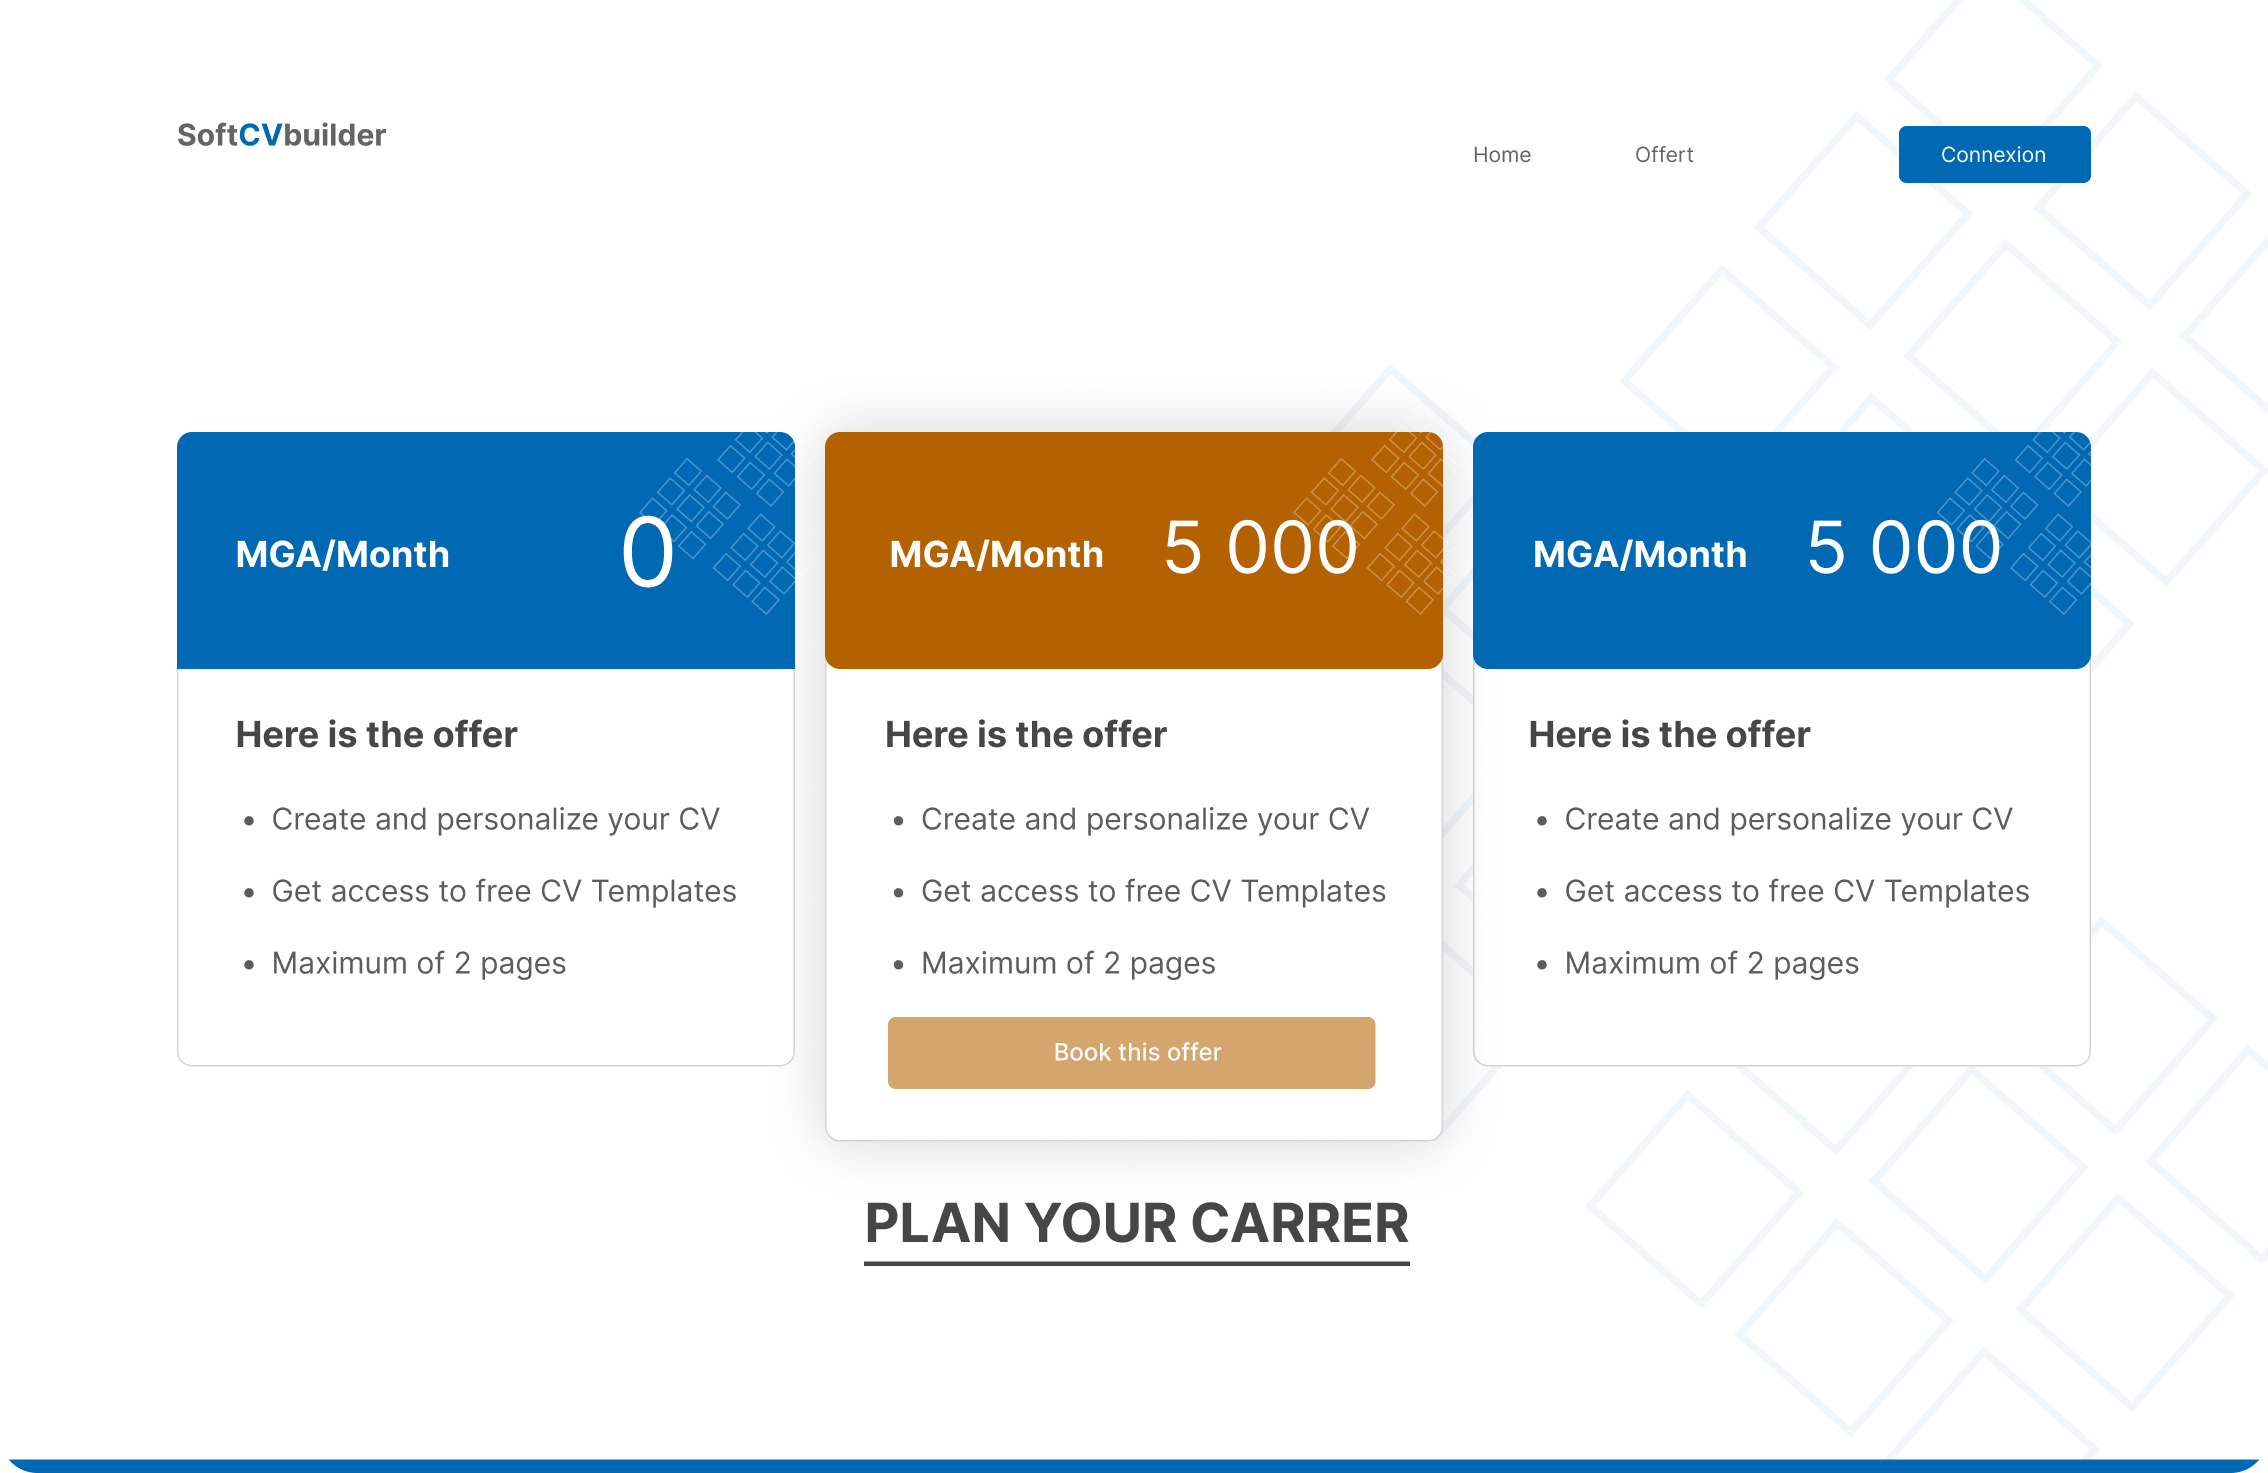 SoftCVbuilder
Home
Offert
Connexion
MGA/Month 0
Here is the offer
• Create and personalize your CV
• Get access to free CV Templates
• Maximum of 2 pages
MGA/Month 5 000
Here is the offer
• Create and personalize your CV
• Get access to free CV Templates
• Maximum of 2 pages
Book this offer
MGA/Month 5 000
Here is the offer
• Create and personalize your CV
• Get access to free CV Templates
• Maximum of 2 pages
PLAN YOUR CARRER